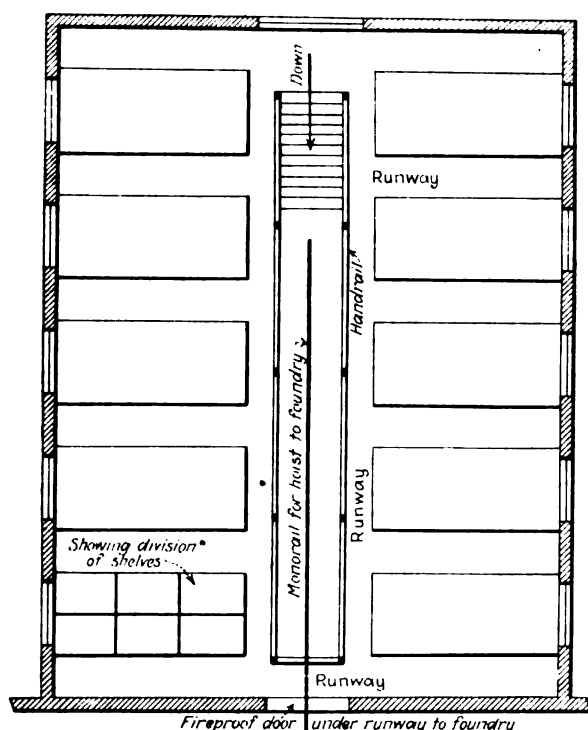 Down
Runway
Handrail
Monorail for hoist to foundry
Runway
Showing division
of shelves
Runway
Fireproof door under runway to foundry